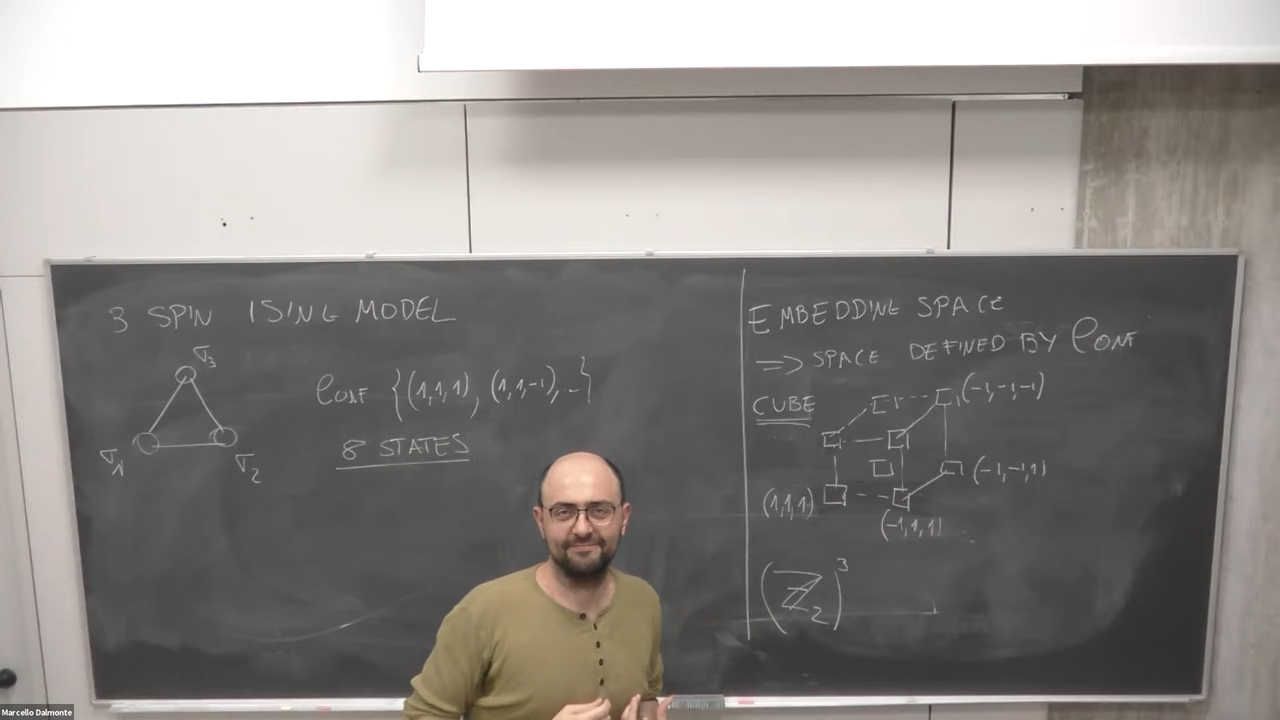 3 SPIN ISING MODEL
σ3
σ1
σ2
Conf {(1,1,1), (1,1,-1), ...}
8 STATES
EMBEDDING SPACE
=> SPACE DEFINED BY Conf
CUBE
(-1,-1,-1)
(-1,-1,1)
(1,1,1)
(-1,1,1)
(ℤ2)^3
Marcello Dalmonte